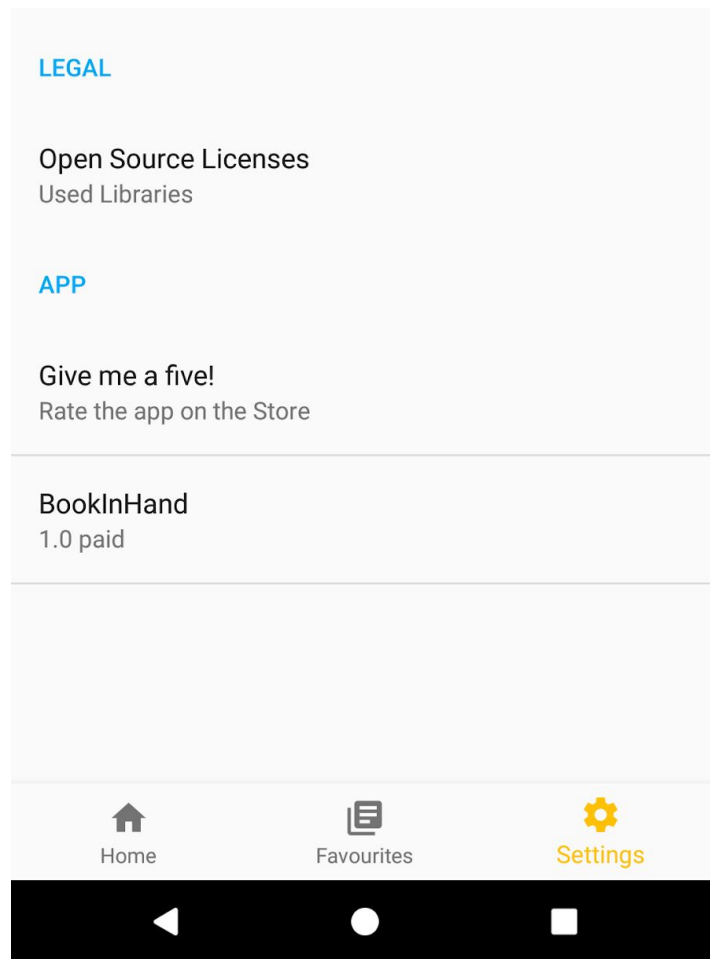 LEGAL
Open Source Licenses
Used Libraries
APP
Give me a five!
Rate the app on the Store
BookInHand
1.0 paid
Home
Favourites
Settings